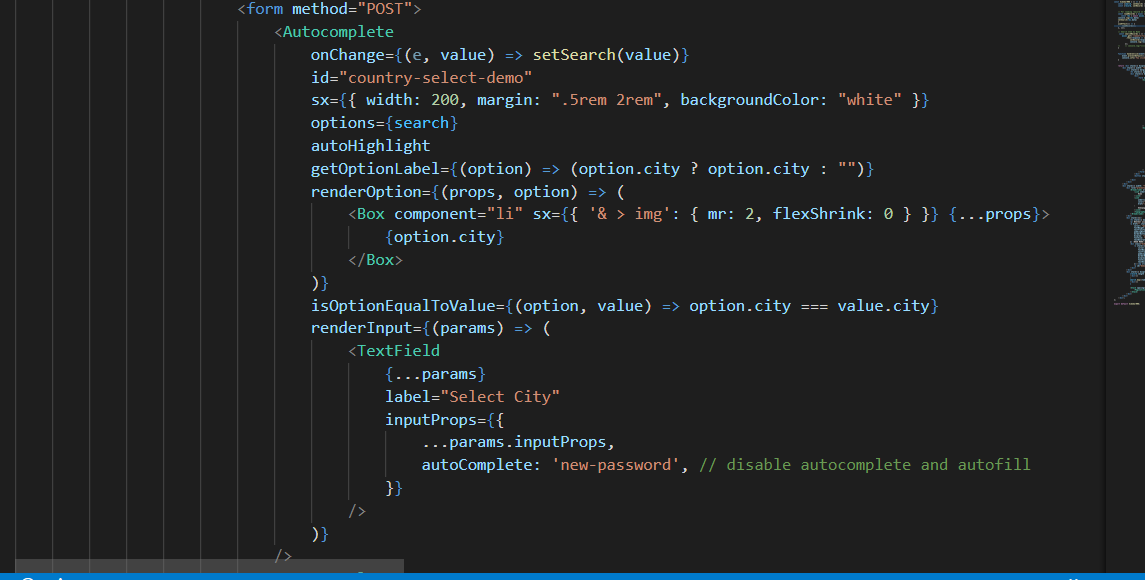 <form method="POST">
<Autocomplete
onChange={(e, value) => setSearch(value)}
id="country-select-demo"
sx={{ width: 200, margin: ".5rem 2rem", backgroundColor: "white" }}
options={search}
autoHighlight
getOptionLabel={(option) => (option.city ? option.city : "")}
renderOption={(props, option) => (
<Box component="li" sx={{ '& > img': { mr: 2, flexShrink: 0 } }} {...props}>
{option.city}
</Box>
)}
isOptionEqualToValue={(option, value) => option.city === value.city}
renderInput={(params) => (
<TextField
{...params}
label="Select City"
inputProps={{
...params.inputProps,
autoComplete: 'new-password', // disable autocomplete and autofill
}}
/>
)}
/>